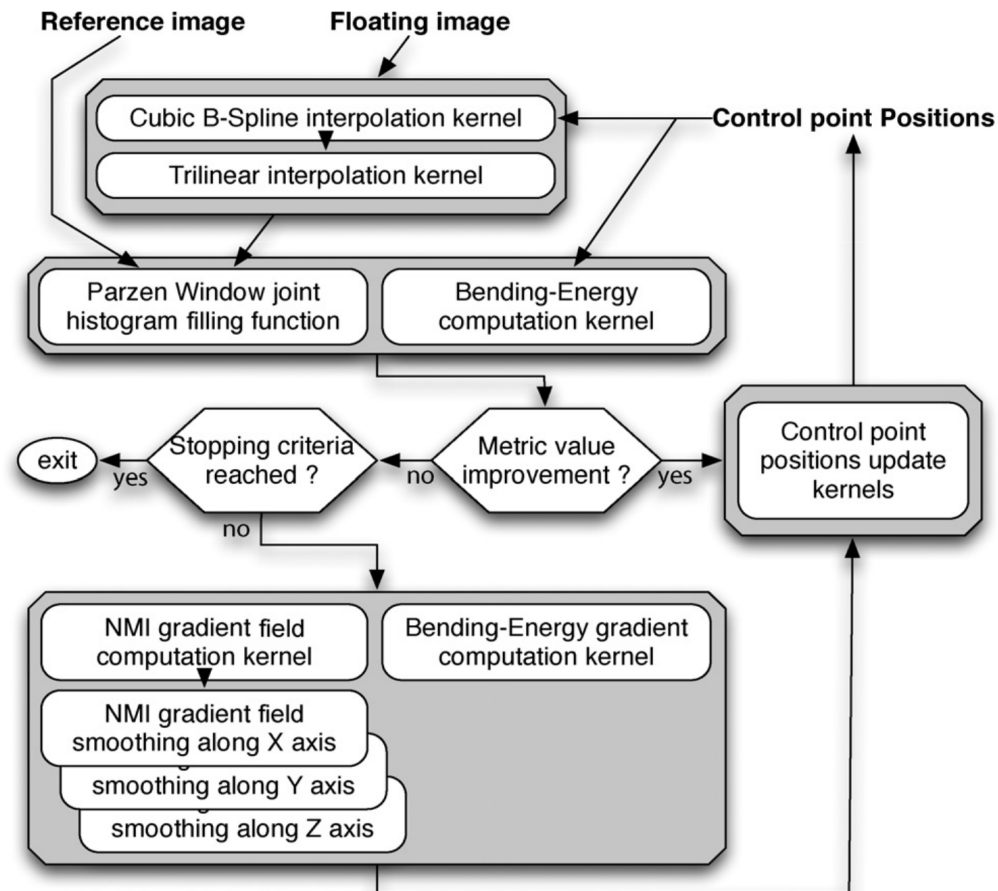 Reference image
Floating image
Cubic B-Spline interpolation kernel
Control point Positions
Trilinear interpolation kernel
Parzen Window joint
histogram filling function
Bending-Energy
computation kernel
Stopping criteria
reached ?
Metric value
improvement ?
Control point
positions update
kernels
exit
yes
no
yes
no
NMI gradient field
computation kernel
Bending-Energy gradient
computation kernel
NMI gradient field
smoothing along X axis
smoothing along Y axis
smoothing along Z axis